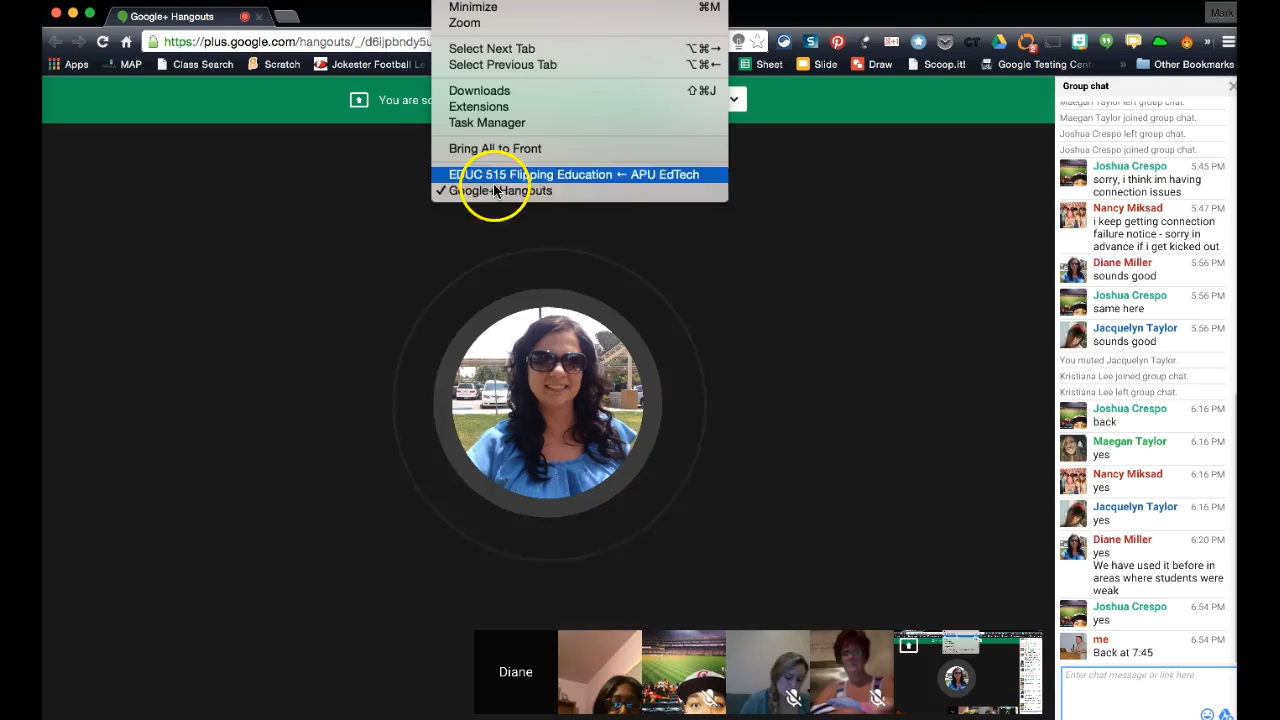 Google+ Hangouts
Mark
https://plus.google.com/hangouts/_/d6ijpbndy5u
Apps
MAP
Class Search
Scratch
Jokester Football Le
Sheet
Slide
Draw
Scoop.it!
Google Testing Cente
»
Other Bookmarks
You are sc
Minimize ⌘M
Zoom
Select Next Tab ⌥⌘→
Select Previous Tab ⌥⌘←
Downloads ⇧⌘J
Extensions
Task Manager
Bring All to Front
EDUC 515 Flipping Education ← APU EdTech
✓ Google+ Hangouts
Group chat
Maegan Taylor left group chat.
Maegan Taylor joined group chat.
Joshua Crespo left group chat.
Joshua Crespo joined group chat.
Joshua Crespo 5:45 PM
sorry, i think im having
connection issues
Nancy Miksad 5:47 PM
i keep getting connection
failure notice - sorry in
advance if i get kicked out
Diane Miller 5:56 PM
sounds good
Joshua Crespo 5:56 PM
same here
Jacquelyn Taylor 5:56 PM
sounds good
You muted Jacquelyn Taylor.
Kristiana Lee joined group chat.
Kristiana Lee left group chat.
Joshua Crespo 6:16 PM
back
Maegan Taylor 6:16 PM
yes
Nancy Miksad 6:16 PM
yes
Jacquelyn Taylor 6:16 PM
yes
Diane Miller 6:20 PM
yes
We have used it before in
areas where students were
weak
Joshua Crespo 6:54 PM
yes
me 6:54 PM
Back at 7:45
Enter chat message or link here
Diane